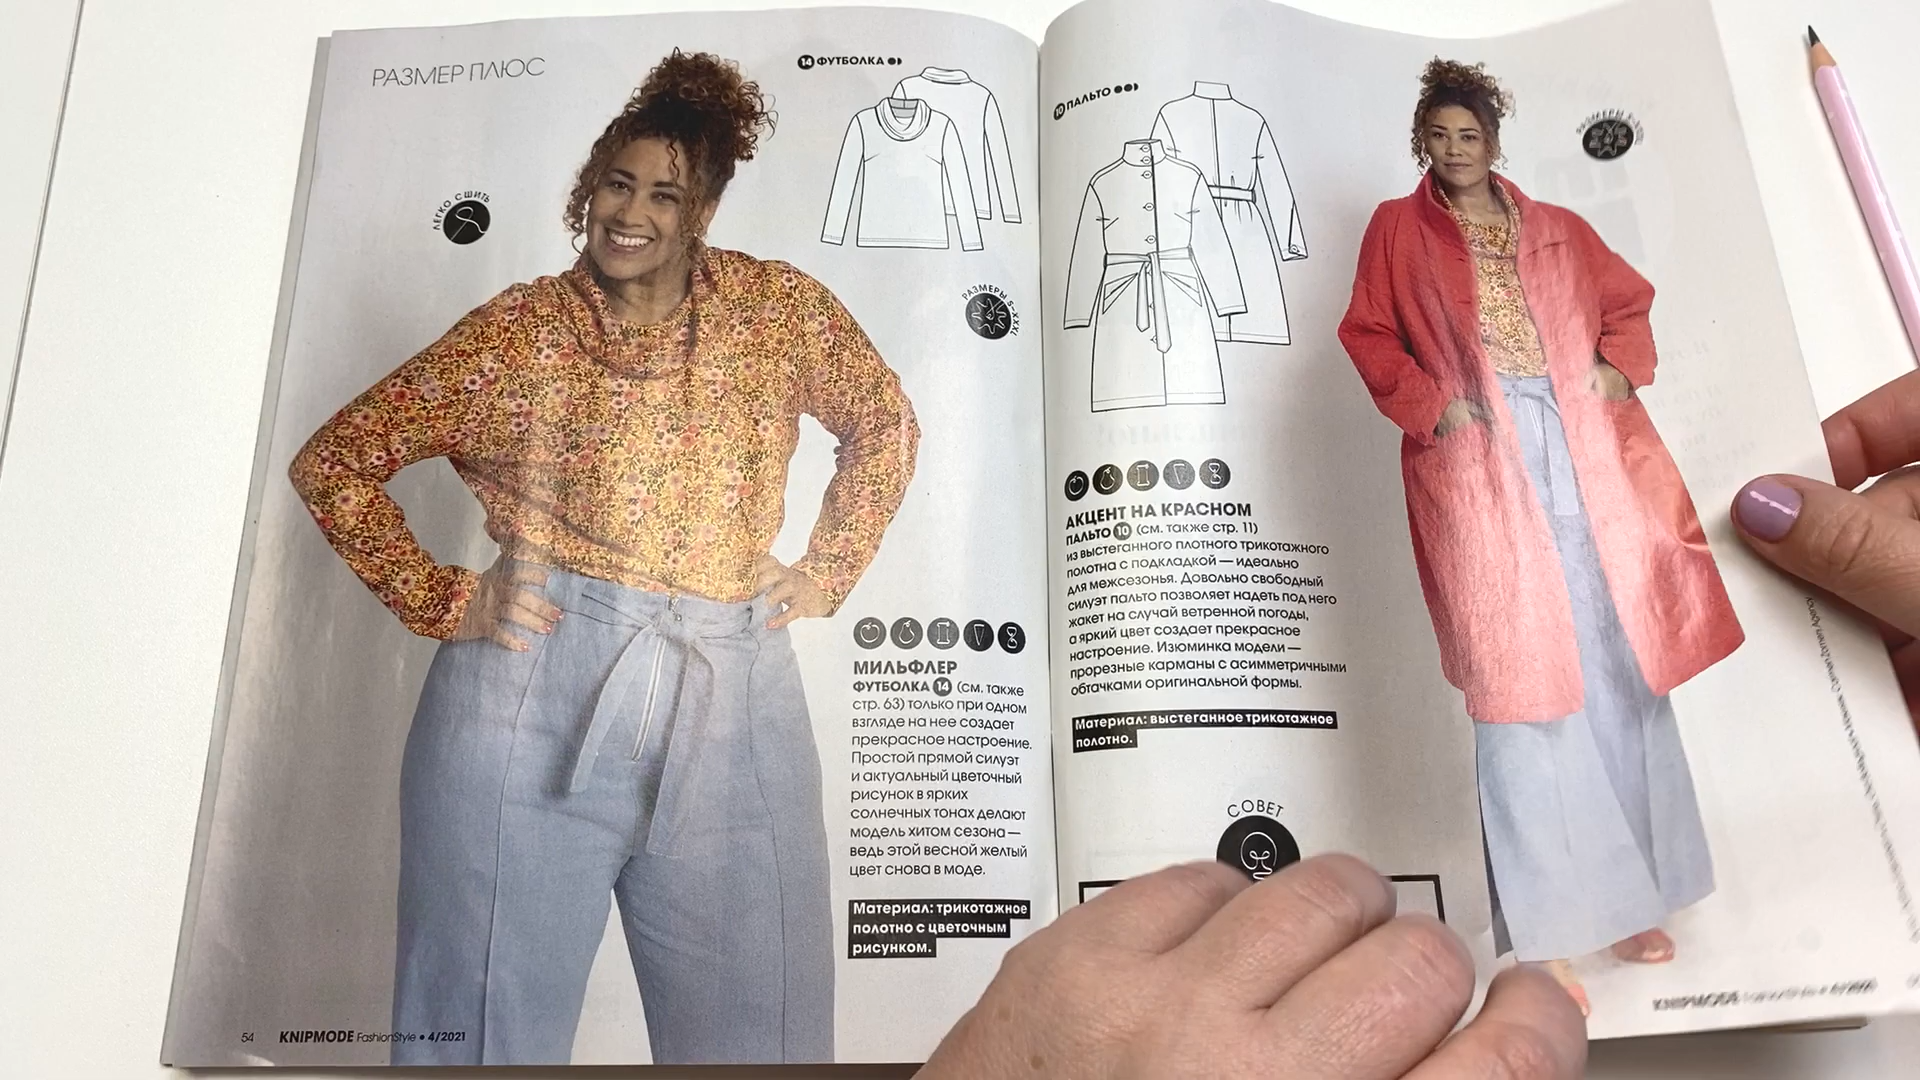 РАЗМЕР ПЛЮС
14 ФУТБОЛКА
ЛЕГКО СШИТЬ
РАЗМЕРЫ S–XXXL
МИЛЬФЛЕР
ФУТБОЛКА 14 (см. также
стр. 63) только при одном
взгляде на нее создает
прекрасное настроение.
Простой прямой силуэт
и актуальный цветочный
рисунок в ярких
солнечных тонах делают
модель хитом сезона —
ведь этой весной желтый
цвет снова в моде.
Материал: трикотажное
полотно с цветочным
рисунком.
54 KNIPMODE FashionStyle • 4/2021
10 ПАЛЬТО
РАЗМЕРЫ
АКЦЕНТ НА КРАСНОМ
ПАЛЬТО 10 (см. также стр. 11)
из выстеганного плотного трикотажного
полотна с подкладкой — идеально
для межсезонья. Довольно свободный
силуэт пальто позволяет надеть под него
жакет на случай ветренной погоды,
а яркий цвет создает прекрасное
настроение. Изюминка модели —
прорезные карманы с асимметричными
обтачками оригинальной формы.
Материал: выстеганное трикотажное
полотно.
СОВЕТ
KNIPMODE